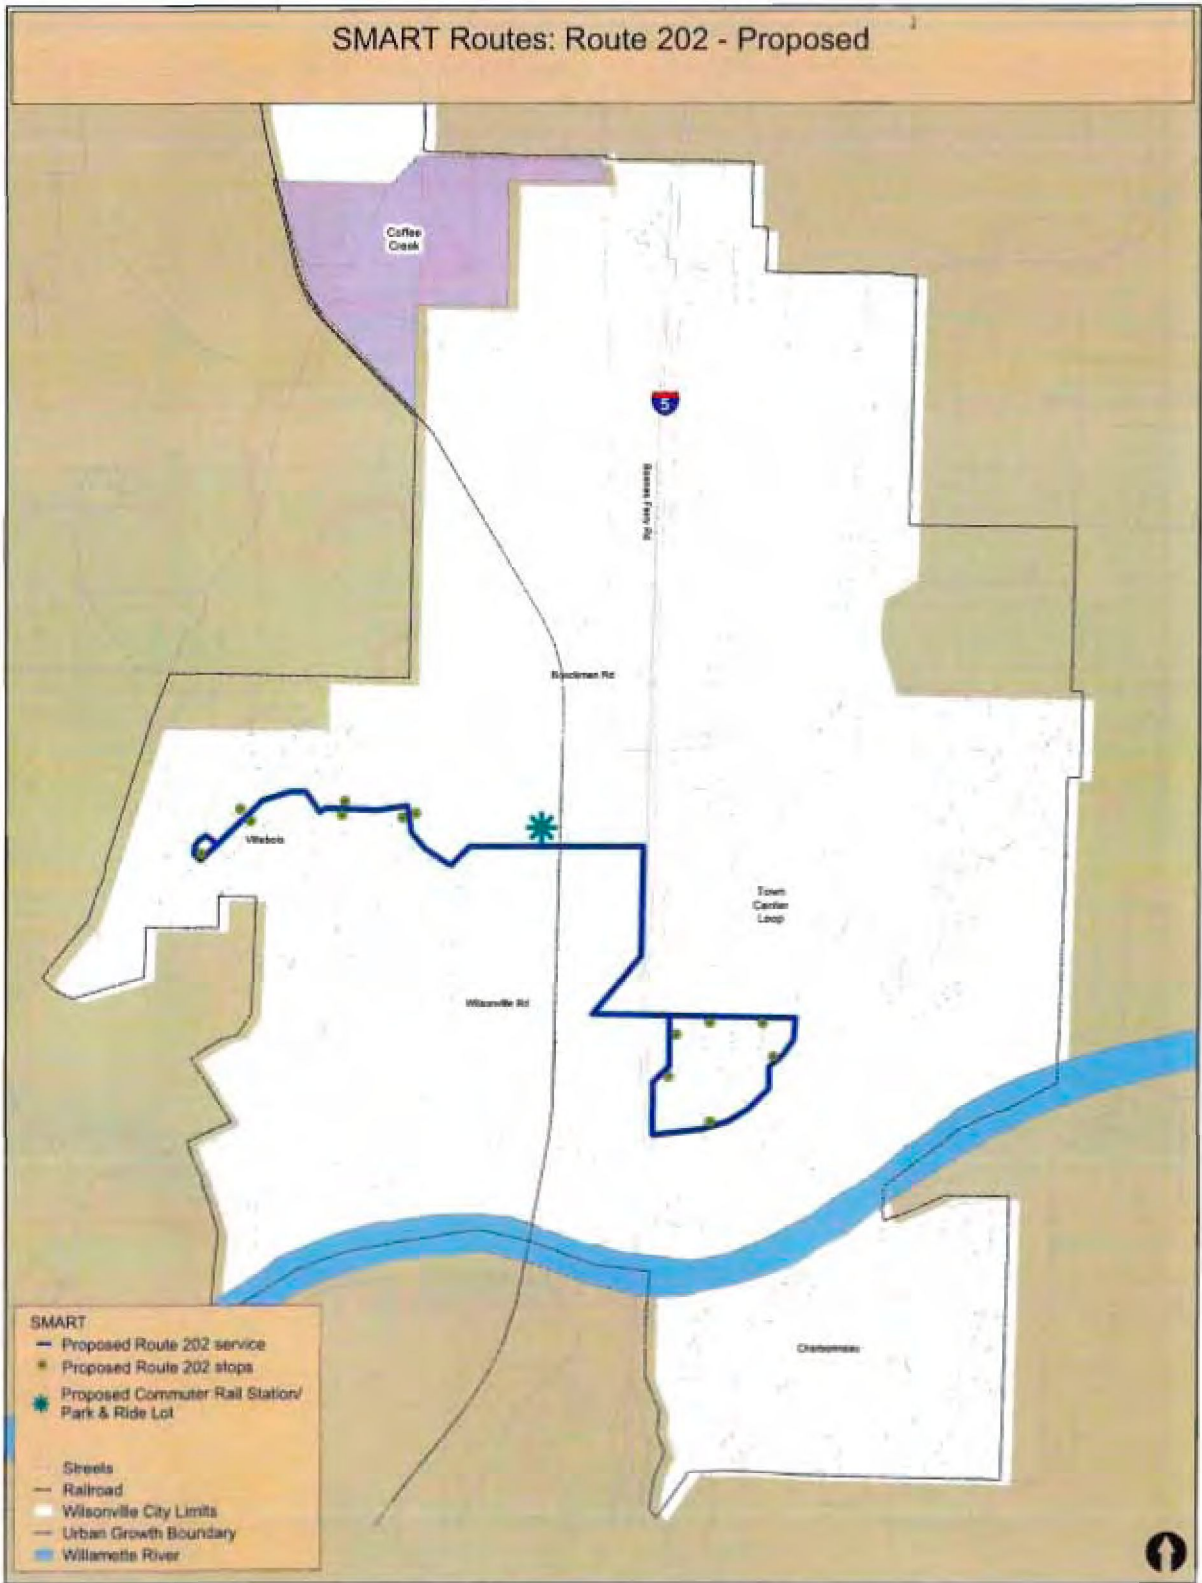 SMART Routes: Route 202 - Proposed
Coffee
Creek
5
Boones Ferry Rd
Boeckman Rd
Villebois
Town
Center
Loop
Wilsonville Rd
Charbonneau
SMART
Proposed Route 202 service
Proposed Route 202 stops
Proposed Commuter Rail Station/
Park & Ride Lot
Streets
Railroad
Wilsonville City Limits
Urban Growth Boundary
Willamette River